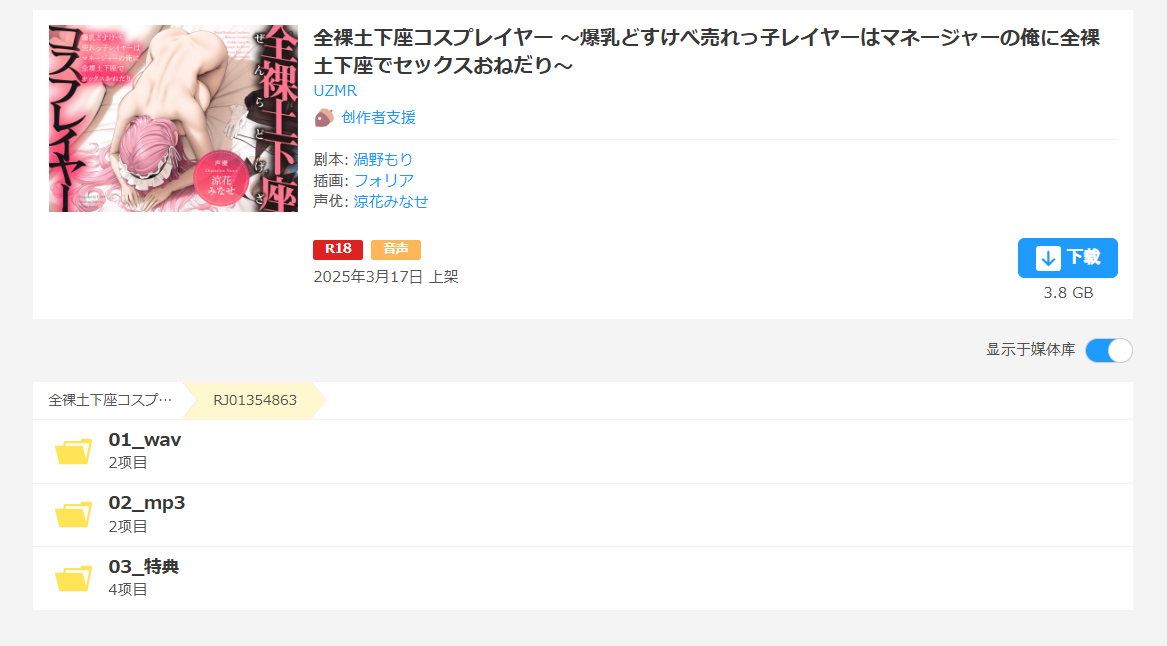 爆乳どすけべ
売れっ子レイヤーは
マネージャーの俺に
全裸土下座で
セックスおねだり
全裸土下座
ぜんらどげざ
コスプレイヤー
声優
涼花
みなせ
全裸土下座コスプレイヤー ～爆乳どすけべ売れっ子レイヤーはマネージャーの俺に全裸
土下座でセックスおねだり～
UZMR
创作者支援
剧本: 渦野もり
插画: フォリア
声优: 涼花みなせ
R18 音声
2025年3月17日 上架
下载
3.8 GB
显示于媒体库
全裸土下座コスプ… RJ01354863
01_wav
2项目
02_mp3
2项目
03_特典
4项目